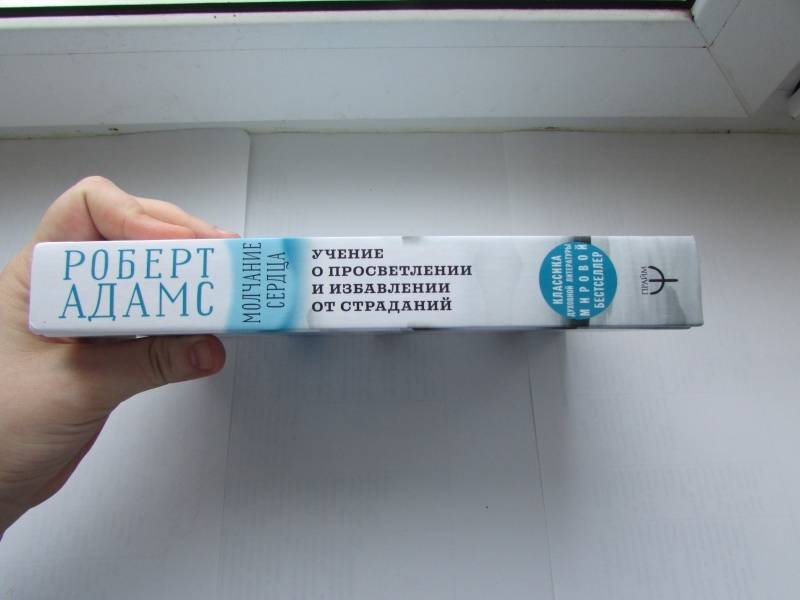 РОБЕРТ
АДАМС
МОЛЧАНИЕ
СЕРДЦА
УЧЕНИЕ
О ПРОСВЕТЛЕНИИ
И ИЗБАВЛЕНИИ
ОТ СТРАДАНИЙ
КЛАССИКА
ДУХОВНОЙ ЛИТЕРАТУРЫ
МИРОВОЙ
БЕСТСЕЛЛЕР
ПРАЙМ